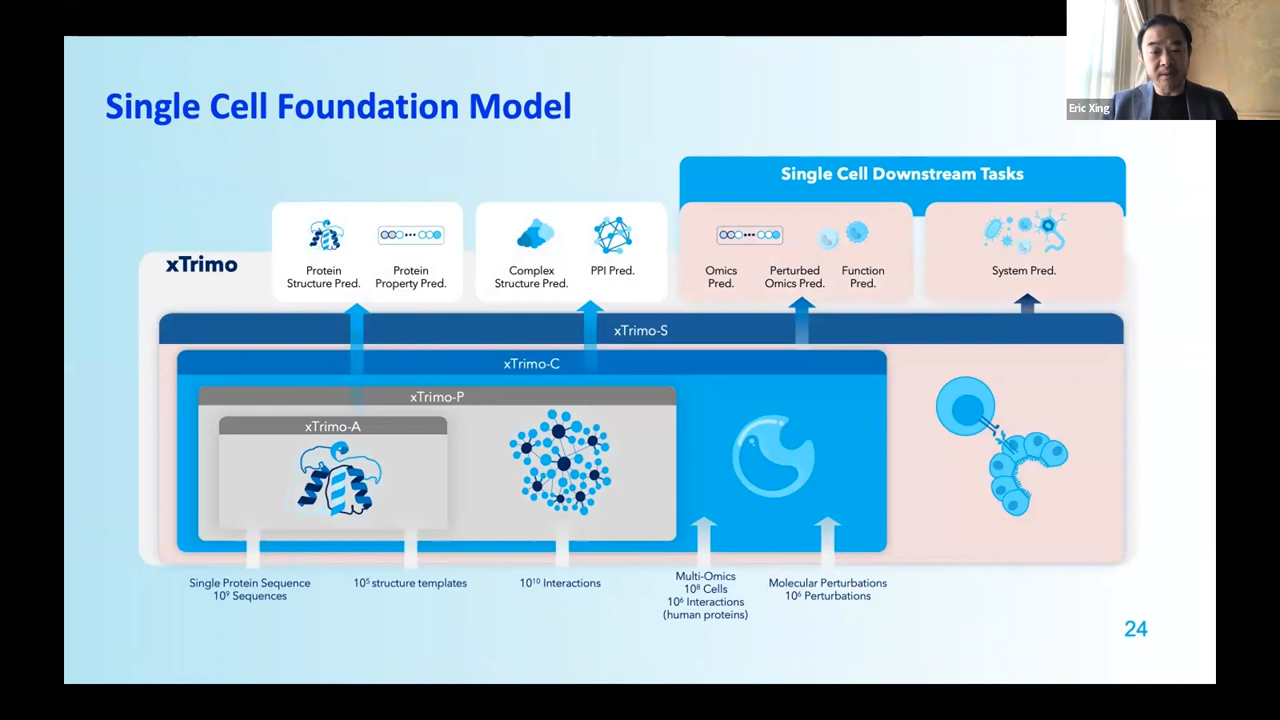 Eric Xing
Single Cell Foundation Model
Single Cell Downstream Tasks
xTrimo
Protein
Structure Pred.
Protein
Property Pred.
Complex
Structure Pred.
PPI Pred.
Omics
Pred.
Perturbed
Omics Pred.
Function
Pred.
System Pred.
xTrimo-S
xTrimo-C
xTrimo-P
xTrimo-A
Single Protein Sequence
10⁹ Sequences
10⁵ structure templates
10¹⁰ Interactions
Multi-Omics
10⁸ Cells
10⁶ Interactions
(human proteins)
Molecular Perturbations
10⁶ Perturbations
24